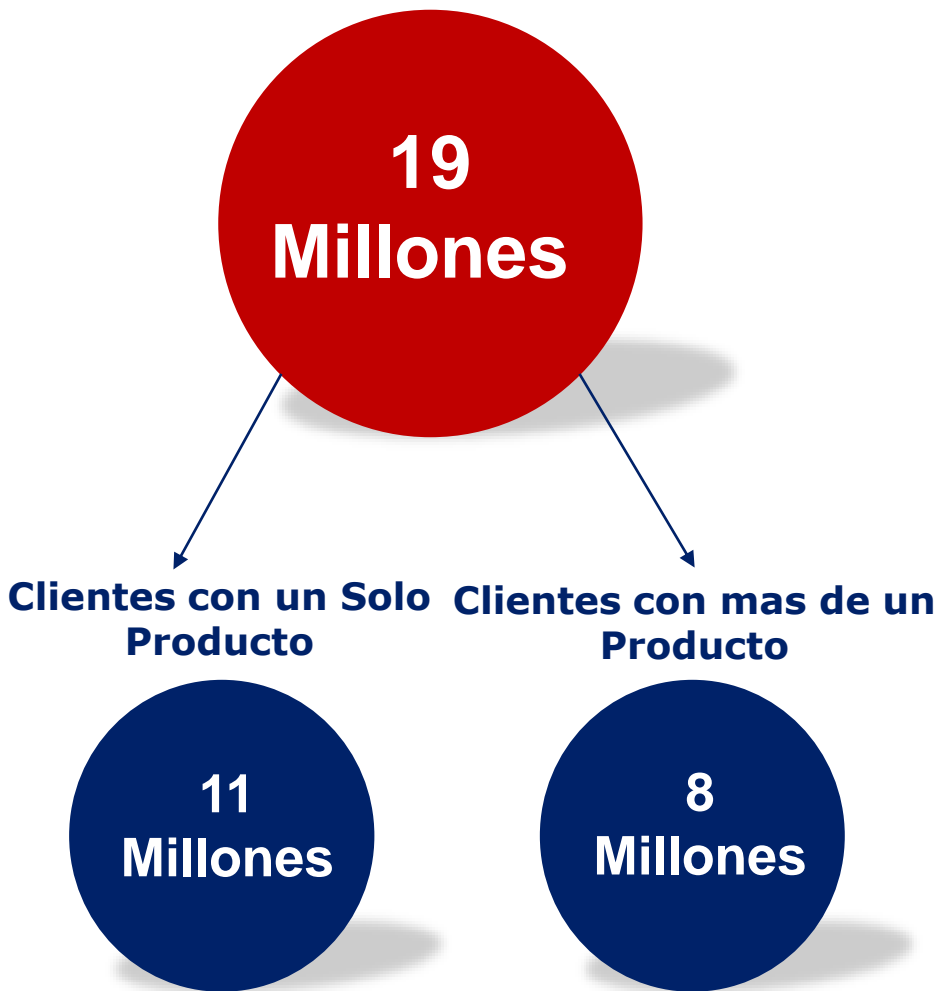 19
Millones
Clientes con un Solo
Producto
Clientes con mas de un
Producto
11
Millones
8
Millones